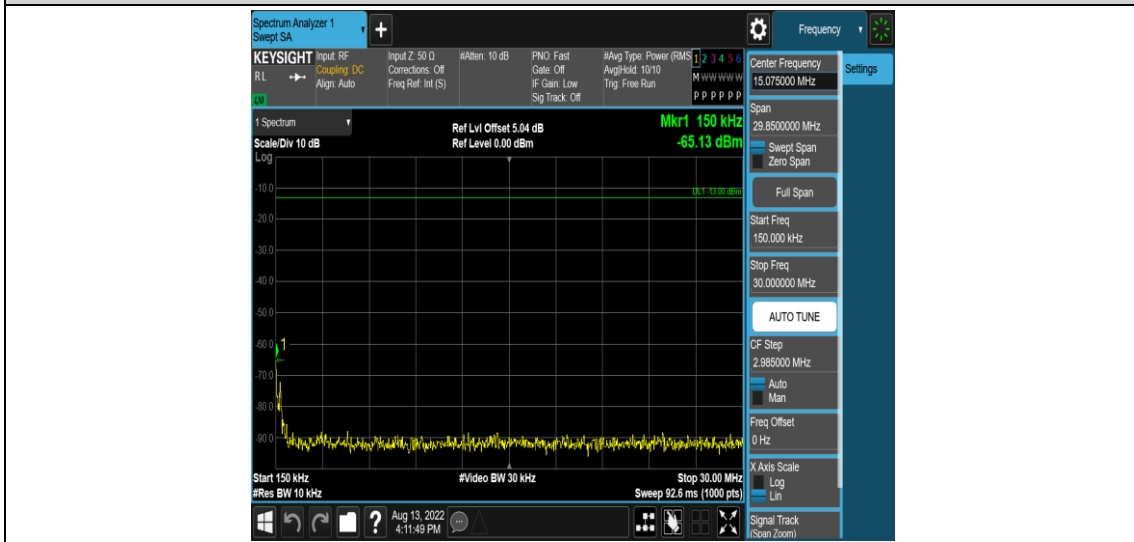 Spectrum Analyzer 1
Swept SA
+
Frequency
KEYSIGHT
RL
LXI
Input: RF
Coupling: DC
Align: Auto
Input Z: 50 Ω
Corrections: Off
Freq Ref: Int (S)
#Atten: 10 dB
PNO: Fast
Gate: Off
IF Gain: Low
Sig Track: Off
#Avg Type: Power (RMS
Avg|Hold: 10/10
Trig: Free Run
1 2 3 4 5 6
M W W W W W
P P P P P P
1 Spectrum
Scale/Div 10 dB
Log
Ref Lvl Offset 5.04 dB
Ref Level 0.00 dBm
Mkr1 150 kHz
-65.13 dBm
DL1 -13.00 dBm
-10.0
-20.0
-30.0
-40.0
-50.0
-60.0
1
-70.0
-80.0
-90.0
Start 150 kHz
#Video BW 30 kHz
Stop 30.00 MHz
#Res BW 10 kHz
Sweep 92.6 ms (1000 pts)
Center Frequency
15.075000 MHz
Settings
Span
29.8500000 MHz
Swept Span
Zero Span
Full Span
Start Freq
150.000 kHz
Stop Freq
30.000000 MHz
AUTO TUNE
CF Step
2.985000 MHz
Auto
Man
Freq Offset
0 Hz
X Axis Scale
Log
Lin
Signal Track
(Span Zoom)
?
Aug 13, 2022
4:11:49 PM